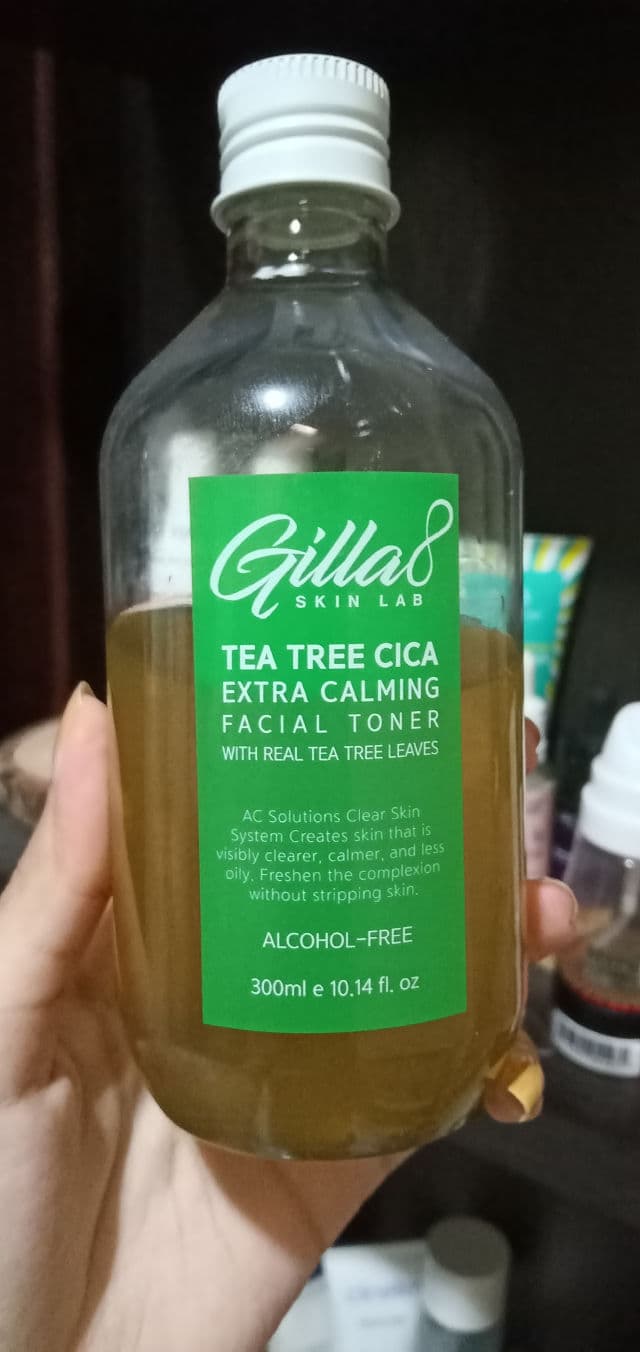 Gilla8
SKIN LAB
TEA TREE CICA
EXTRA CALMING
FACIAL TONER
WITH REAL TEA TREE LEAVES
AC Solutions Clear Skin
System Creates skin that is
visibly clearer, calmer, and less
oily. Freshen the complexion
without stripping skin.
ALCOHOL-FREE
300ml e 10.14 fl. oz